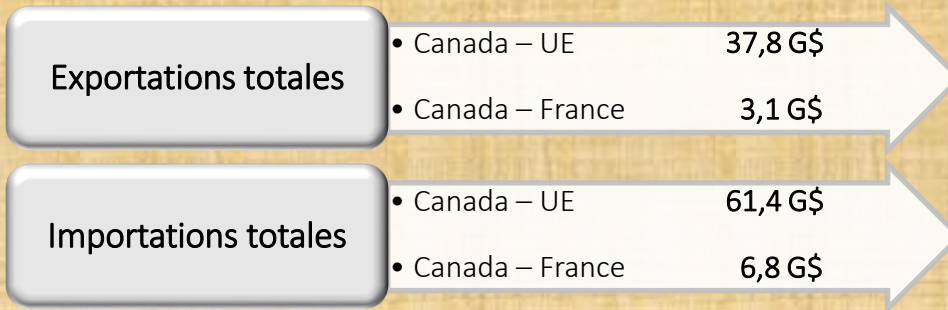 Exportations totales
• Canada – UE 37,8 G$
• Canada – France 3,1 G$
Importations totales
• Canada – UE 61,4 G$
• Canada – France 6,8 G$